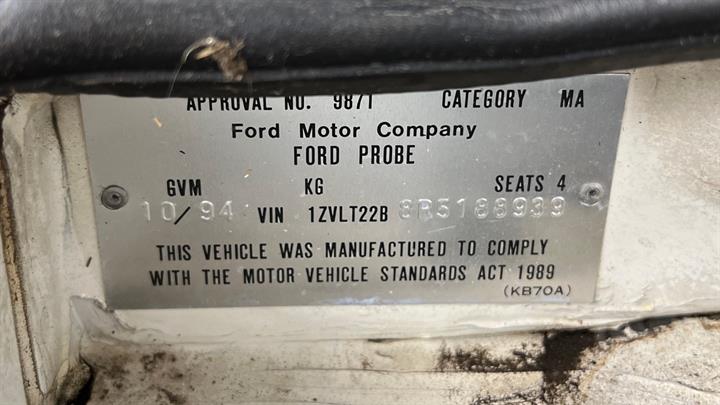 APPROVAL NO. 9871 CATEGORY MA
Ford Motor Company
FORD PROBE
GVM KG SEATS 4
10/94 VIN 1ZVLT22B 8R5188939
THIS VEHICLE WAS MANUFACTURED TO COMPLY
WITH THE MOTOR VEHICLE STANDARDS ACT 1989
(KB70A)